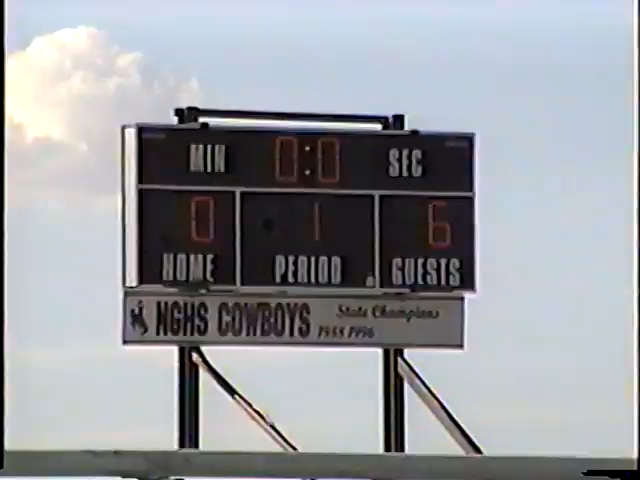 MIN 0:0 SEC
0 1 6
HOME PERIOD GUESTS
NGHS COWBOYS State Champions
1988 1996